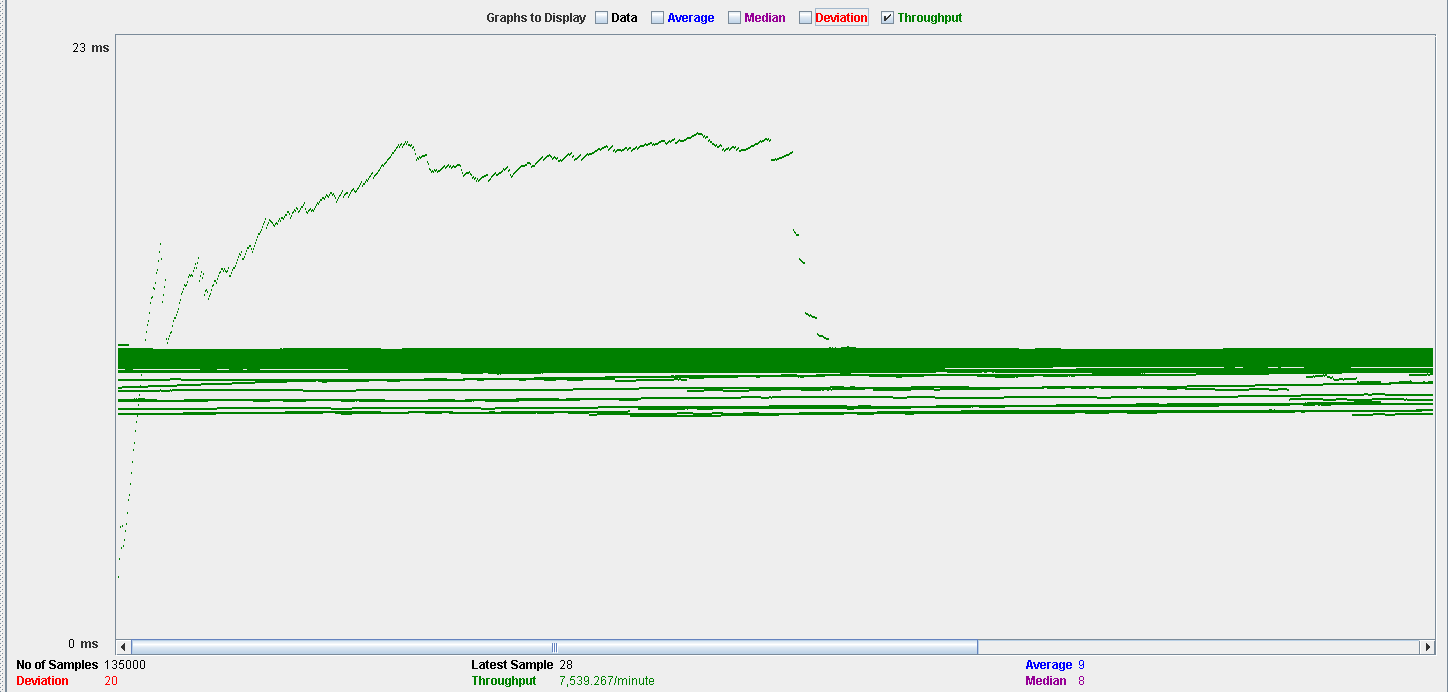 Graphs to Display Data Average Median Deviation Throughput
23 ms
0 ms
No of Samples 135000 Latest Sample 28 Average 9
Deviation 20 Throughput 7,539.267/minute Median 8